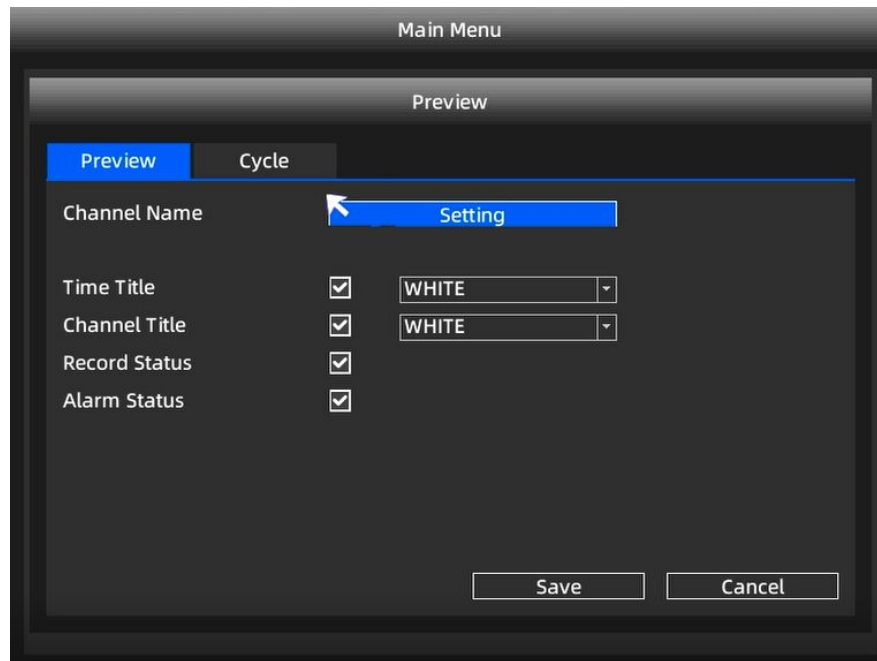 Main Menu
Preview
Preview Cycle
Channel Name Setting
Time Title WHITE
Channel Title WHITE
Record Status
Alarm Status
Save Cancel